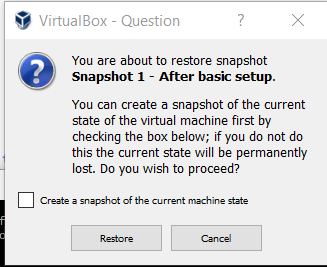 VirtualBox - Question
You are about to restore snapshot
Snapshot 1 - After basic setup.
You can create a snapshot of the current
state of the virtual machine first by
checking the box below; if you do not do
this the current state will be permanently
lost. Do you wish to proceed?
Create a snapshot of the current machine state
Restore
Cancel